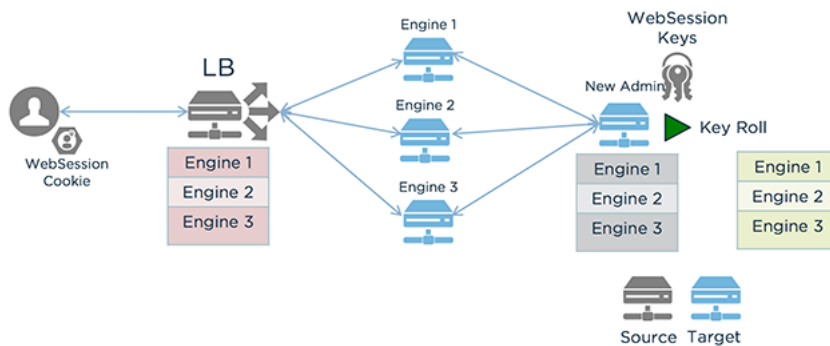 WebSession
Keys
Engine 1
LB
New Admin
Engine 2
Key Roll
WebSession
Cookie
Engine 1
Engine 2
Engine 3
Engine 3
Engine 1
Engine 2
Engine 3
Engine 1
Engine 2
Engine 3
Source
Target